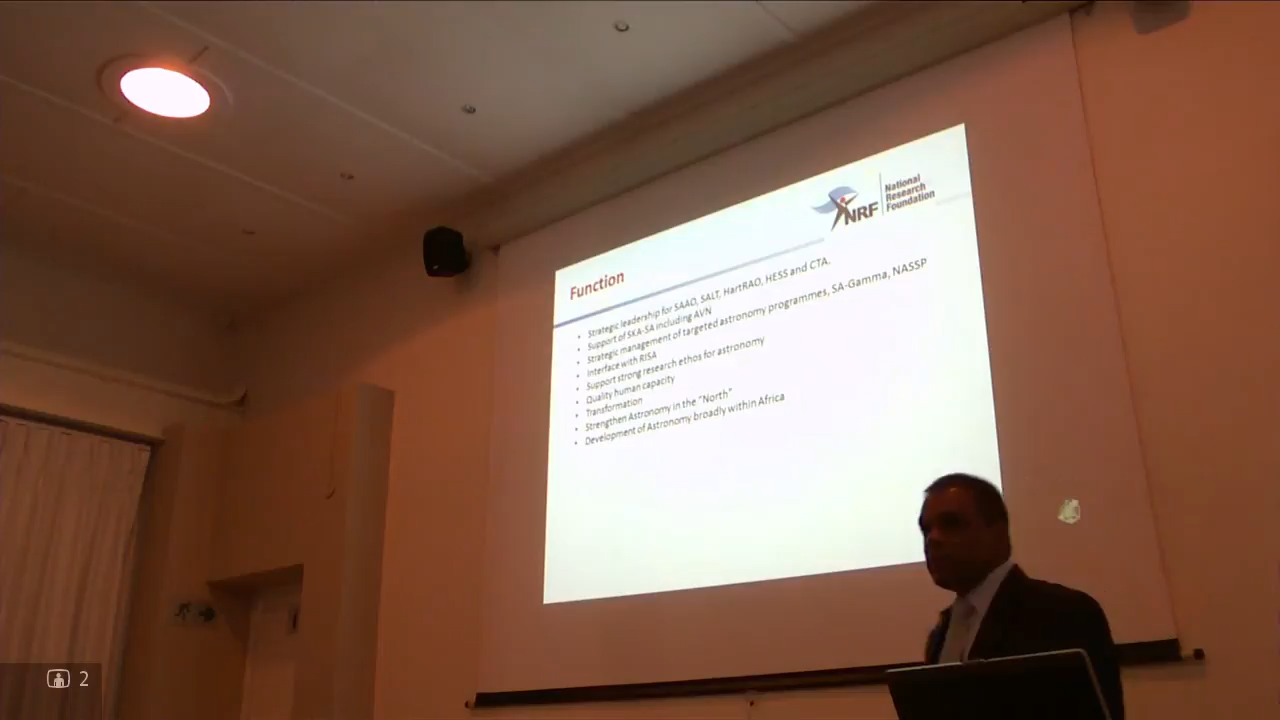 NRF
National
Research
Foundation
Function
• Strategic leadership for SAAO, SALT, HartRAO, HESS and CTA.
• Support of SKA-SA including AVN
• Strategic management of targeted astronomy programmes, SA-Gamma, NASSP
• Interface with RISA
• Support strong research ethos for astronomy
• Quality human capacity
• Transformation
• Strengthen Astronomy in the "North"
• Development of Astronomy broadly within Africa
2